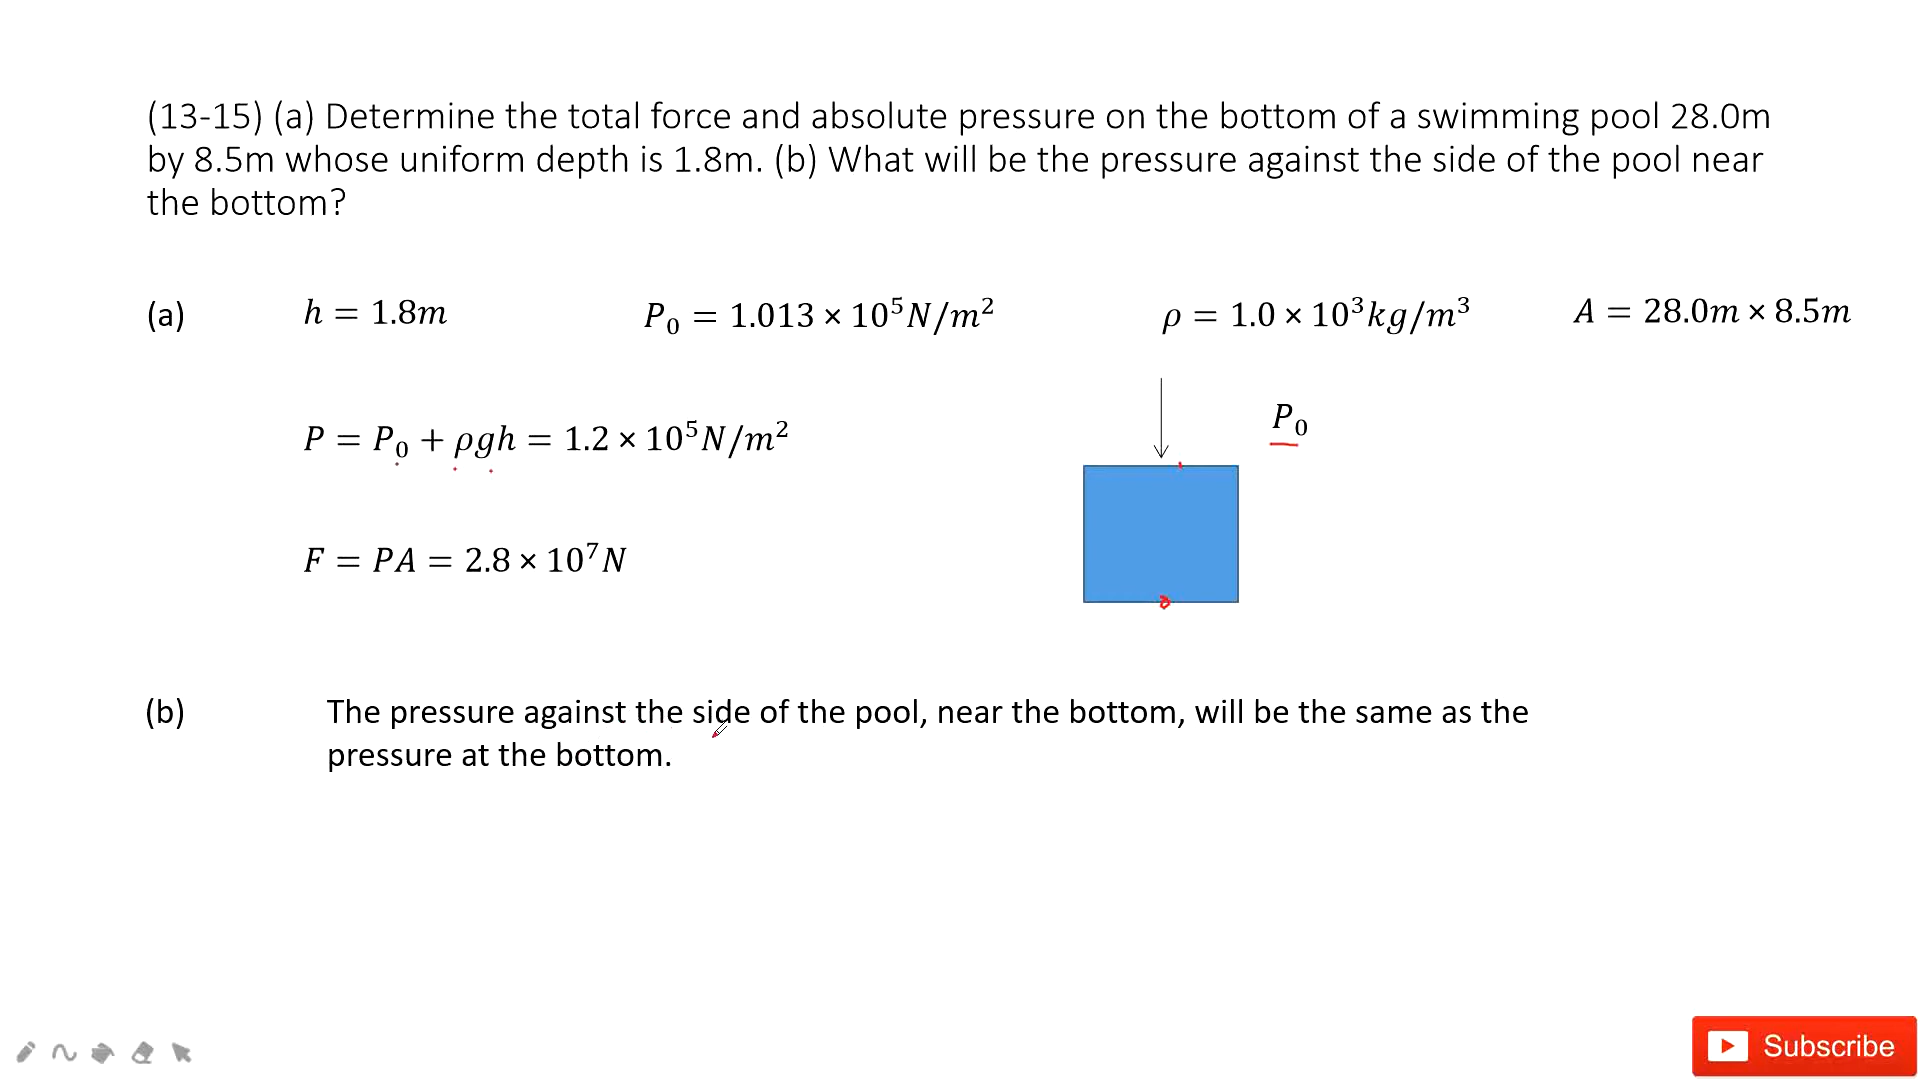 (13-15) (a) Determine the total force and absolute pressure on the bottom of a swimming pool 28.0m
by 8.5m whose uniform depth is 1.8m. (b) What will be the pressure against the side of the pool near
the bottom?
(a) h = 1.8m P₀ = 1.013 × 10⁵N/m² ρ = 1.0 × 10³kg/m³ A = 28.0m × 8.5m
P₀
P = P₀ + ρgh = 1.2 × 10⁵N/m²
F = PA = 2.8 × 10⁷N
(b) The pressure against the side of the pool, near the bottom, will be the same as the
pressure at the bottom.
Subscribe